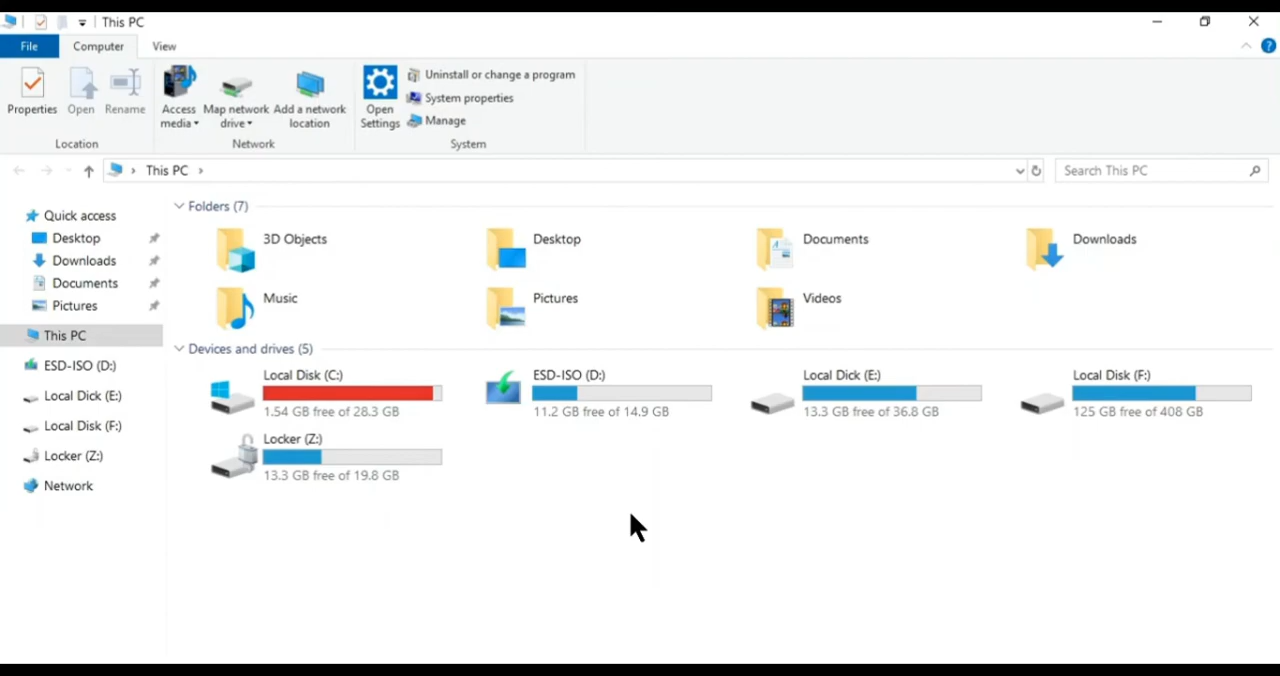 This PC
File Computer View
Properties Open Rename
Access media Map network drive Add a network location
Open Settings
Uninstall or change a program
System properties
Manage
Location Network System
This PC
Search This PC
Quick access
Desktop
Downloads
Documents
Pictures
This PC
ESD-ISO (D:)
Local Dick (E:)
Local Disk (F:)
Locker (Z:)
Network
Folders (7)
3D Objects Desktop Documents Downloads
Music Pictures Videos
Devices and drives (5)
Local Disk (C:) ESD-ISO (D:) Local Dick (E:) Local Disk (F:)
1.54 GB free of 28.3 GB 11.2 GB free of 14.9 GB 13.3 GB free of 36.8 GB 125 GB free of 408 GB
Locker (Z:)
13.3 GB free of 19.8 GB